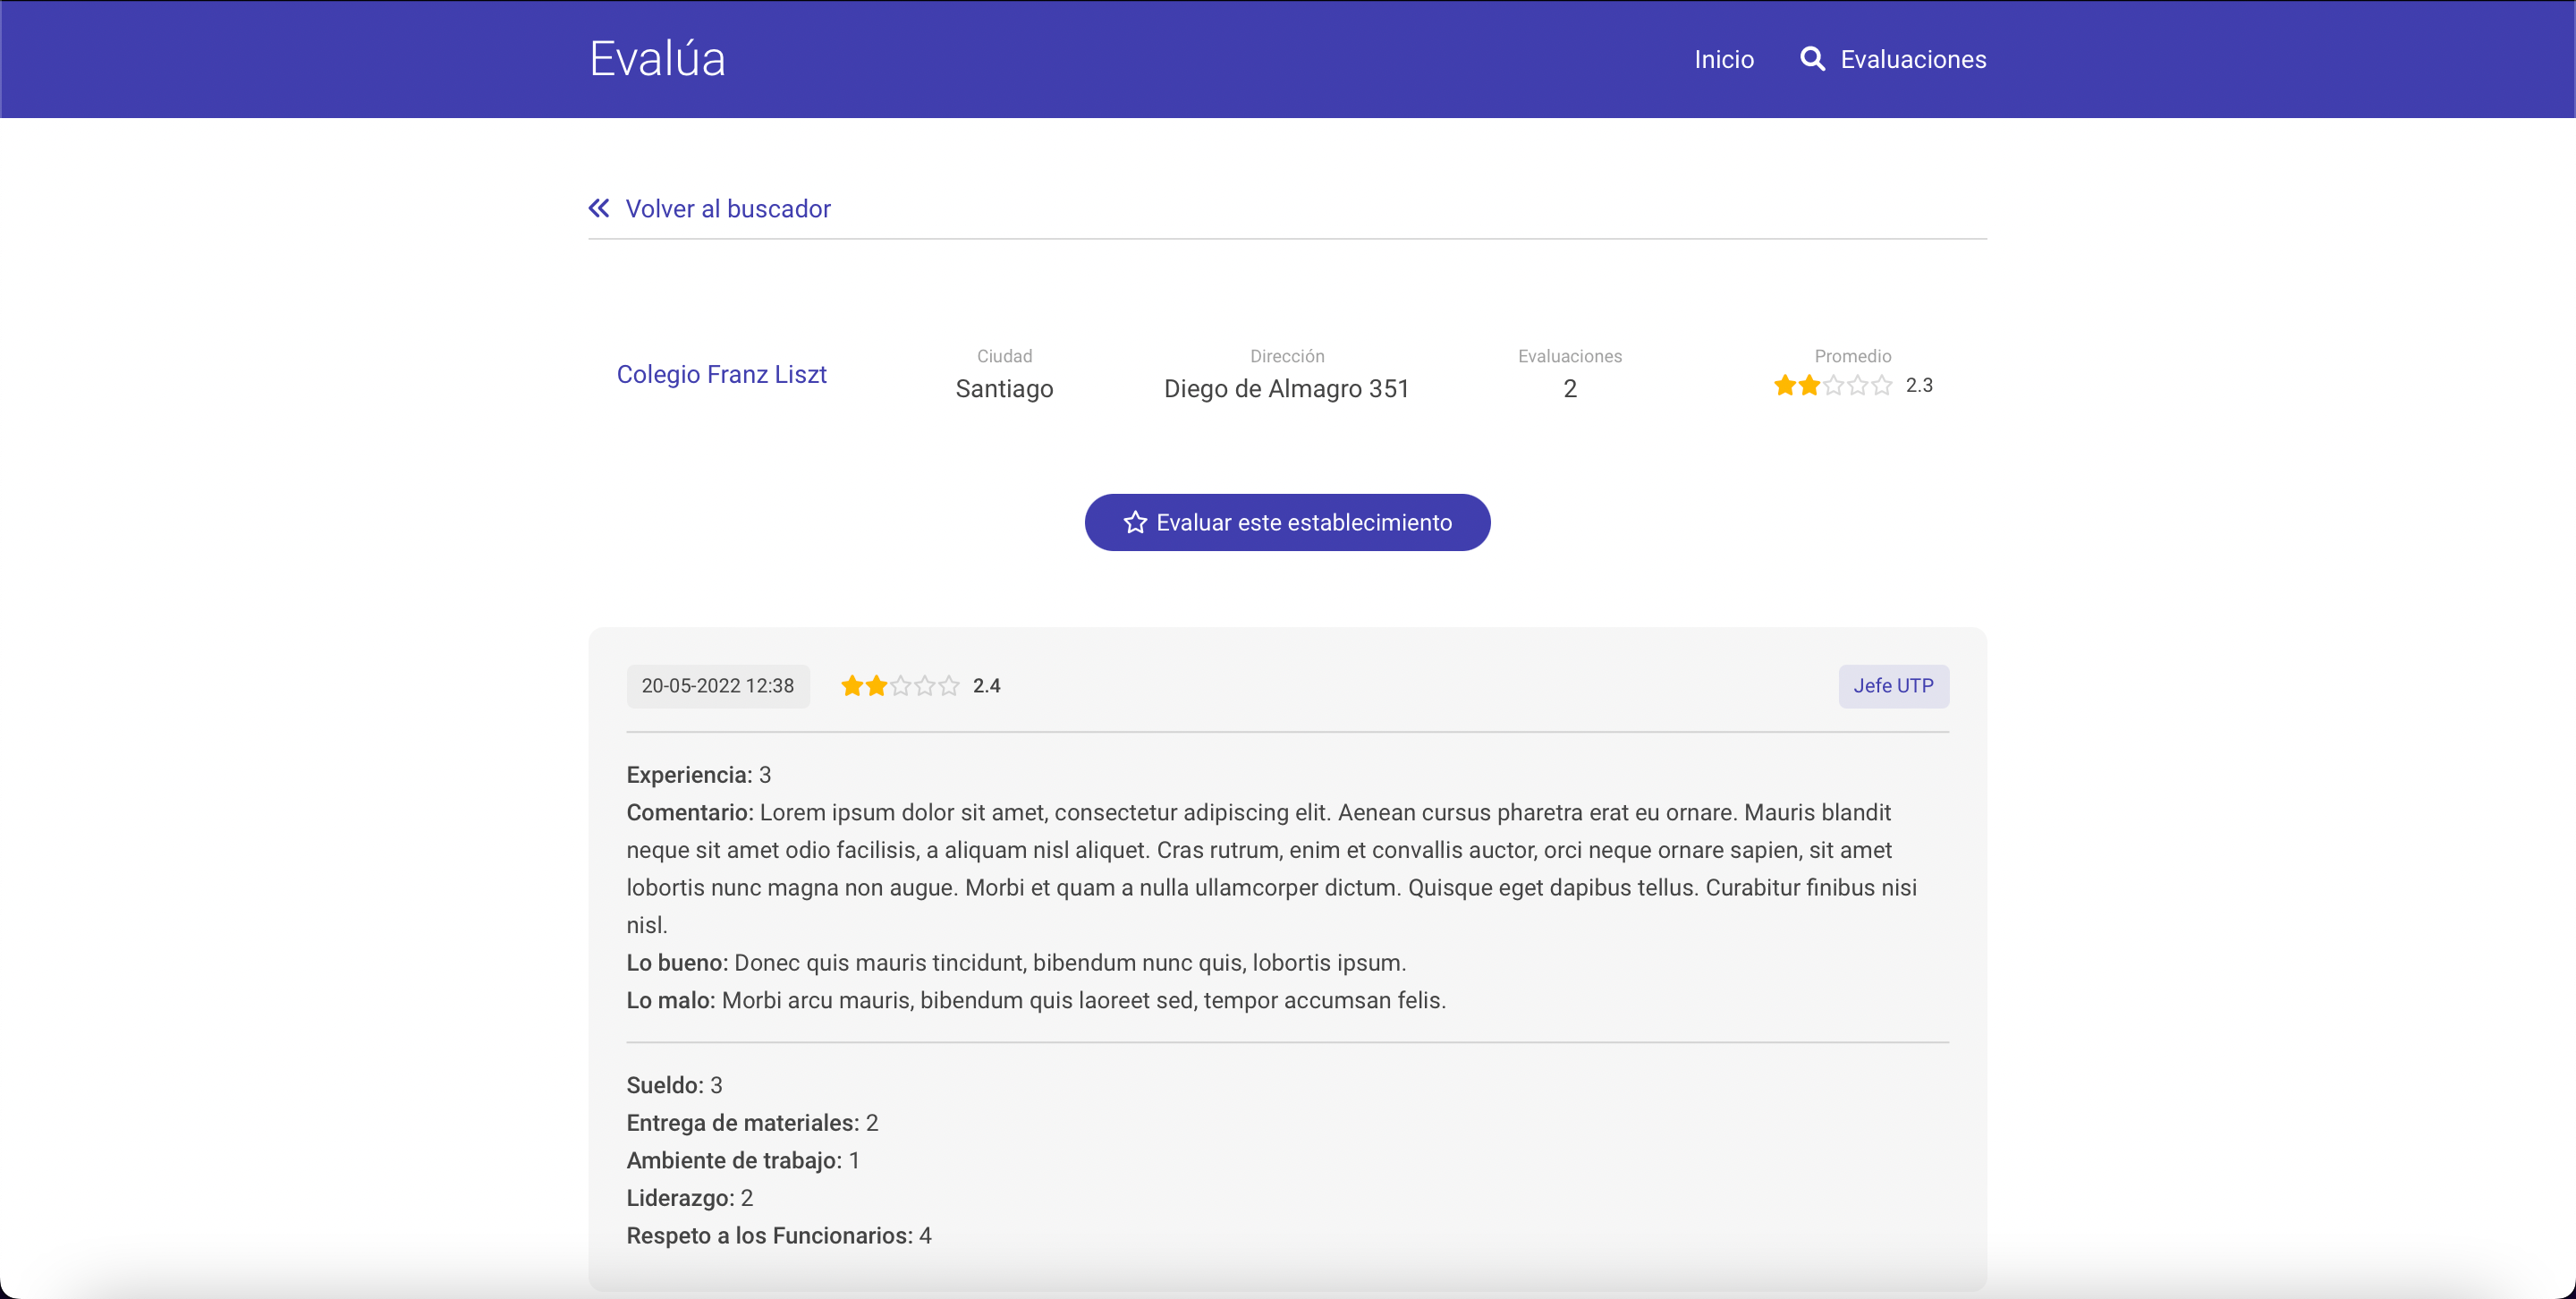 Evalúa
Inicio
Evaluaciones
Volver al buscador
Colegio Franz Liszt
Ciudad
Santiago
Dirección
Diego de Almagro 351
Evaluaciones
2
Promedio
2.3
Evaluar este establecimiento
20-05-2022 12:38
2.4
Jefe UTP
Experiencia: 3
Comentario: Lorem ipsum dolor sit amet, consectetur adipiscing elit. Aenean cursus pharetra erat eu ornare. Mauris blandit
neque sit amet odio facilisis, a aliquam nisl aliquet. Cras rutrum, enim et convallis auctor, orci neque ornare sapien, sit amet
lobortis nunc magna non augue. Morbi et quam a nulla ullamcorper dictum. Quisque eget dapibus tellus. Curabitur finibus nisi
nisl.
Lo bueno: Donec quis mauris tincidunt, bibendum nunc quis, lobortis ipsum.
Lo malo: Morbi arcu mauris, bibendum quis laoreet sed, tempor accumsan felis.
Sueldo: 3
Entrega de materiales: 2
Ambiente de trabajo: 1
Liderazgo: 2
Respeto a los Funcionarios: 4